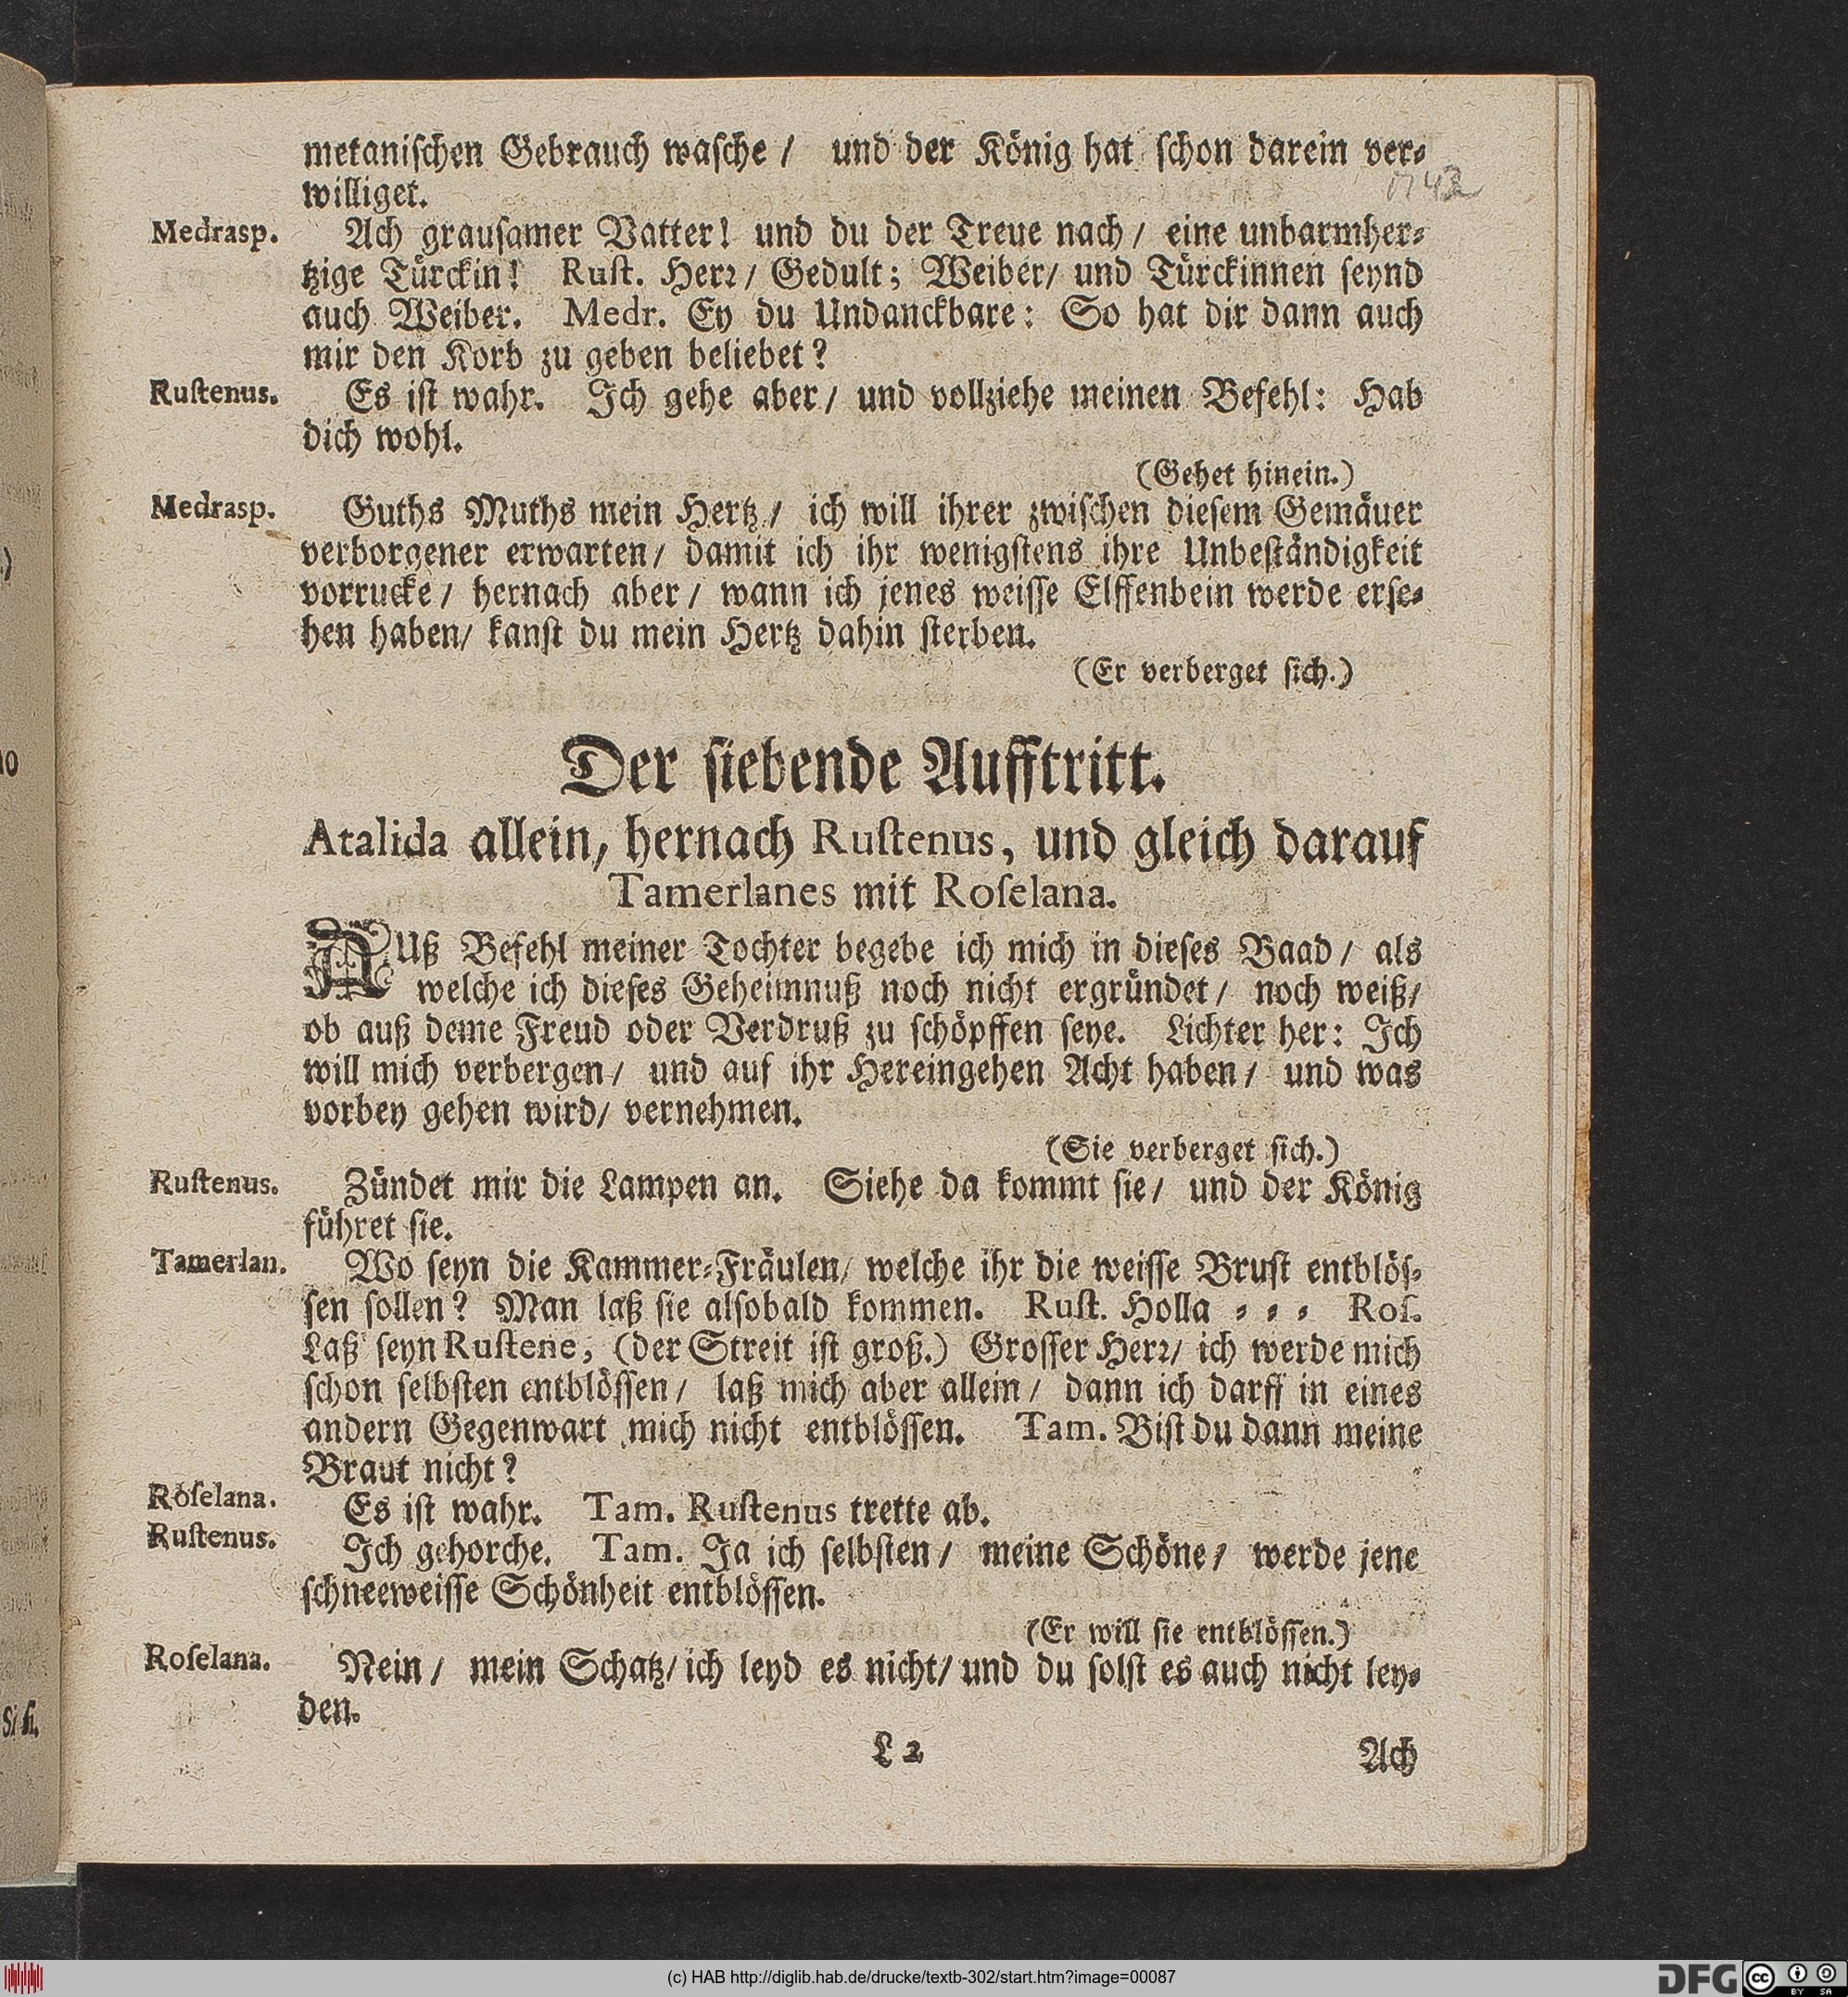 metaniſchen Gebrauch waſche / und der König hat ſchon darein ver⸗
williget.
Medrasp. Ach grauſamer Vatter! und du der Treue nach / eine unbarmher⸗
tzige Türckin! Ruſt. Herꝛ / Gedult; Weiber / und Türckinnen ſeynd
auch Weiber. Medr. Ey du Undanckbare: So hat dir dann auch
mir den Korb zu geben beliebet?
Ruſtenus. Es iſt wahr. Ich gehe aber / und vollziehe meinen Befehl: Hab
dich wohl.
(Gehet hinein.)
Medrasp. Guths Muths mein Hertz / ich will ihrer zwiſchen dieſem Gemäuer
verborgener erwarten / damit ich ihr wenigſtens ihre Unbeſtändigkeit
vorrucke / hernach aber / wann ich jenes weiſſe Elffenbein werde erſe⸗
hen haben / kanſt du mein Hertz dahin ſterben.
(Er verberget ſich.)
Der ſiebende Aufftritt.
Atalida allein, hernach Ruſtenus, und gleich darauf
Tamerlanes mit Roſelana.
AUß Befehl meiner Tochter begebe ich mich in dieſes Baad / als
welche ich dieſes Geheimnuß noch nicht ergründet / noch weiß /
ob auß deme Freud oder Verdruß zu ſchöpffen ſeye. Lichter her: Ich
will mich verbergen / und auf ihr Hereingehen Acht haben / und was
vorbey gehen wird / vernehmen.
(Sie verberget ſich.)
Ruſtenus. Zündet mir die Lampen an. Siehe da kommt ſie / und der König
führet ſie.
Tamerlan. Wo ſeyn die Kammer⸗Fräulen / welche ihr die weiſſe Bruſt entblöſ⸗
ſen ſollen? Man laß ſie alſobald kommen. Ruſt. Holla ⸗ ⸗ ⸗ Roſ.
Laß ſeyn Ruſtene, (der Streit iſt groß.) Groſſer Herꝛ / ich werde mich
ſchon ſelbſten entblöſſen / laß mich aber allein / dann ich darff in eines
andern Gegenwart mich nicht entblöſſen. Tam. Biſt du dann meine
Braut nicht?
Roſelana. Es iſt wahr. Tam. Ruſtenus trette ab.
Ruſtenus. Ich gehorche. Tam. Ja ich ſelbſten / meine Schöne / werde jene
ſchneeweiſſe Schönheit entblöſſen.
(Er will ſie entblöſſen.)
Roſelana. Nein / mein Schatz / ich leyd es nicht / und du ſolſt es auch nicht ley⸗
den.
L 2 Ach
(c) HAB http://diglib.hab.de/drucke/textb-302/start.htm?image=00087
DFG cc BY SA